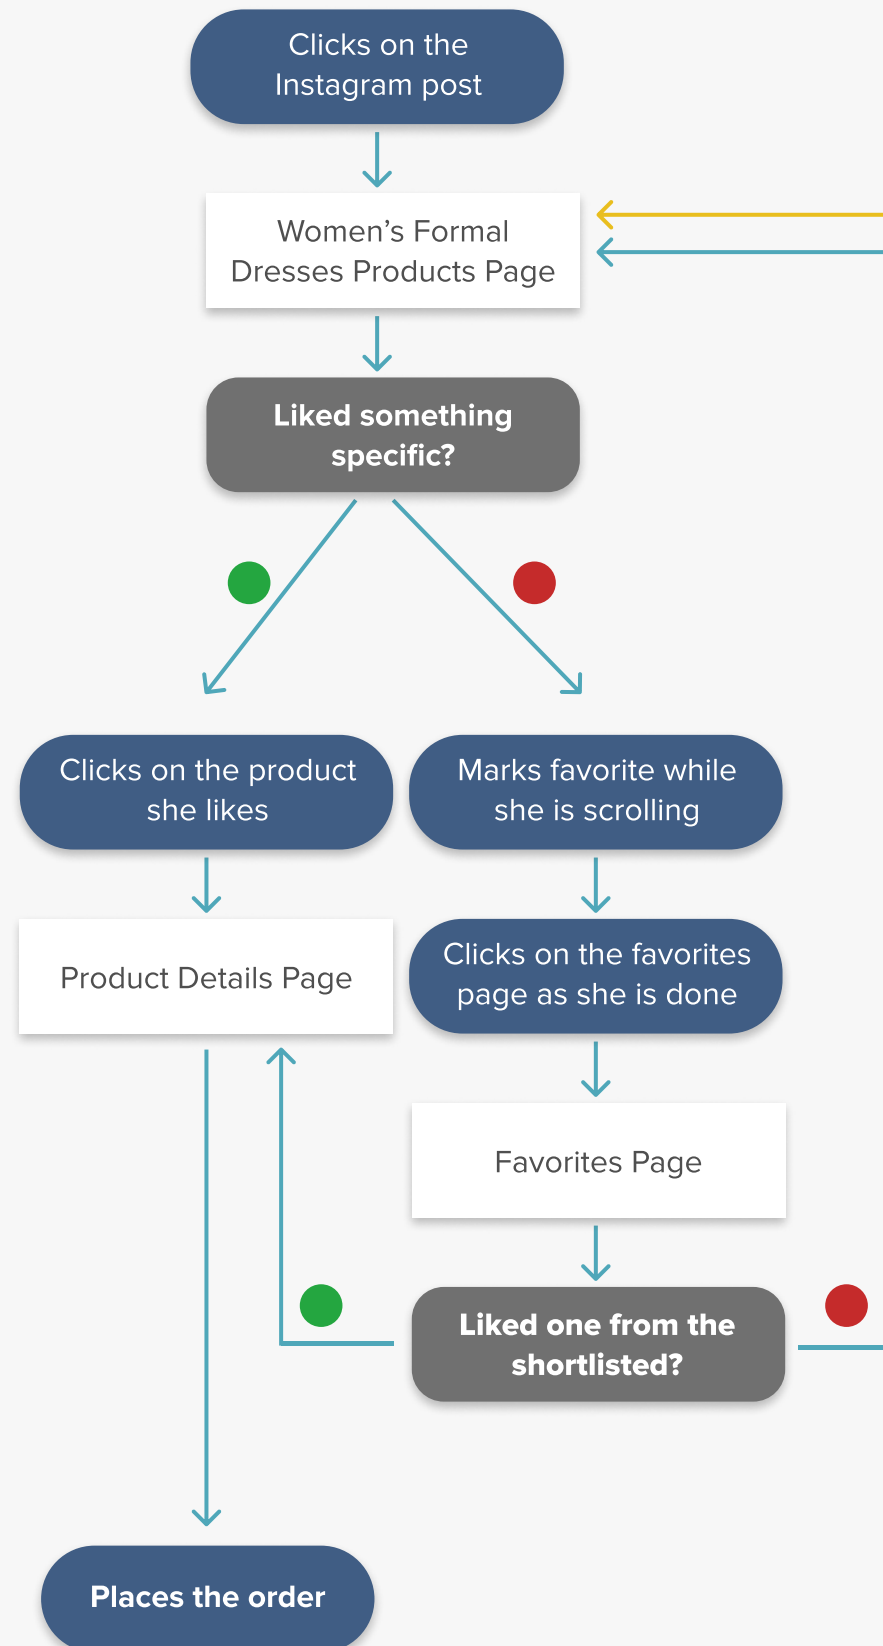 Clicks on the
Instagram post
Women’s Formal
Dresses Products Page
Liked something
specific?
Clicks on the product
she likes
Marks favorite while
she is scrolling
Product Details Page
Clicks on the favorites
page as she is done
Favorites Page
Liked one from the
shortlisted?
Places the order